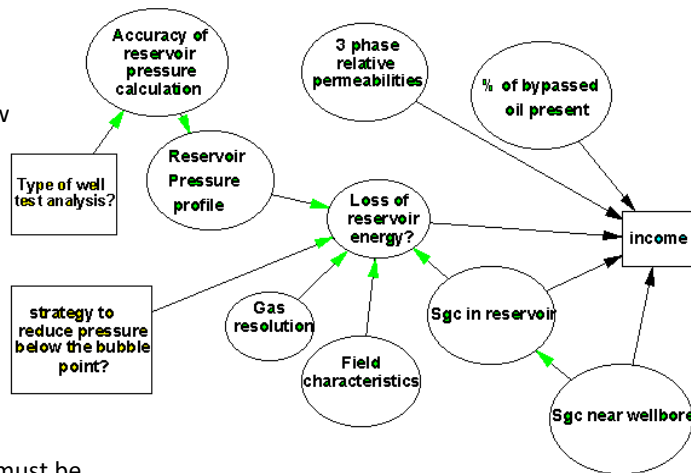 Accuracy of
reservoir
pressure
calculation
3 phase
relative
permeabilities
% of bypassed
oil present
w
Type of well
test analysis?
Reservoir
Pressure
profile
Loss of
reservoir
energy?
income
strategy to
reduce pressure
below the bubble
point?
Gas
resolution
Sgc in reservoir
Field
characteristics
Sgc near wellbore
must be